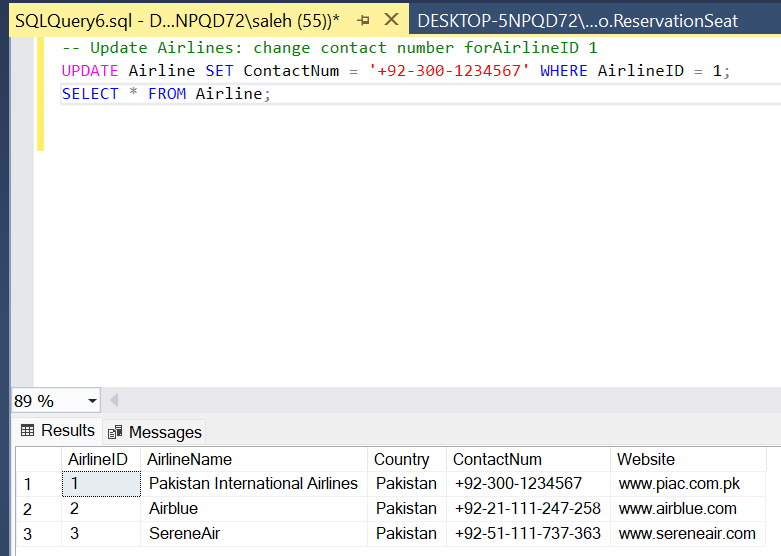 SQLQuery6.sql - D...NPQD72\saleh (55))* DESKTOP-5NPQD72\...o.ReservationSeat
-- Update Airlines: change contact number forAirlineID 1
UPDATE Airline SET ContactNum = '+92-300-1234567' WHERE AirlineID = 1;
SELECT * FROM Airline;
89 %
Results Messages
AirlineID AirlineName Country ContactNum Website
1 1 Pakistan International Airlines Pakistan +92-300-1234567 www.piac.com.pk
2 2 Airblue Pakistan +92-21-111-247-258 www.airblue.com
3 3 SereneAir Pakistan +92-51-111-737-363 www.sereneair.com